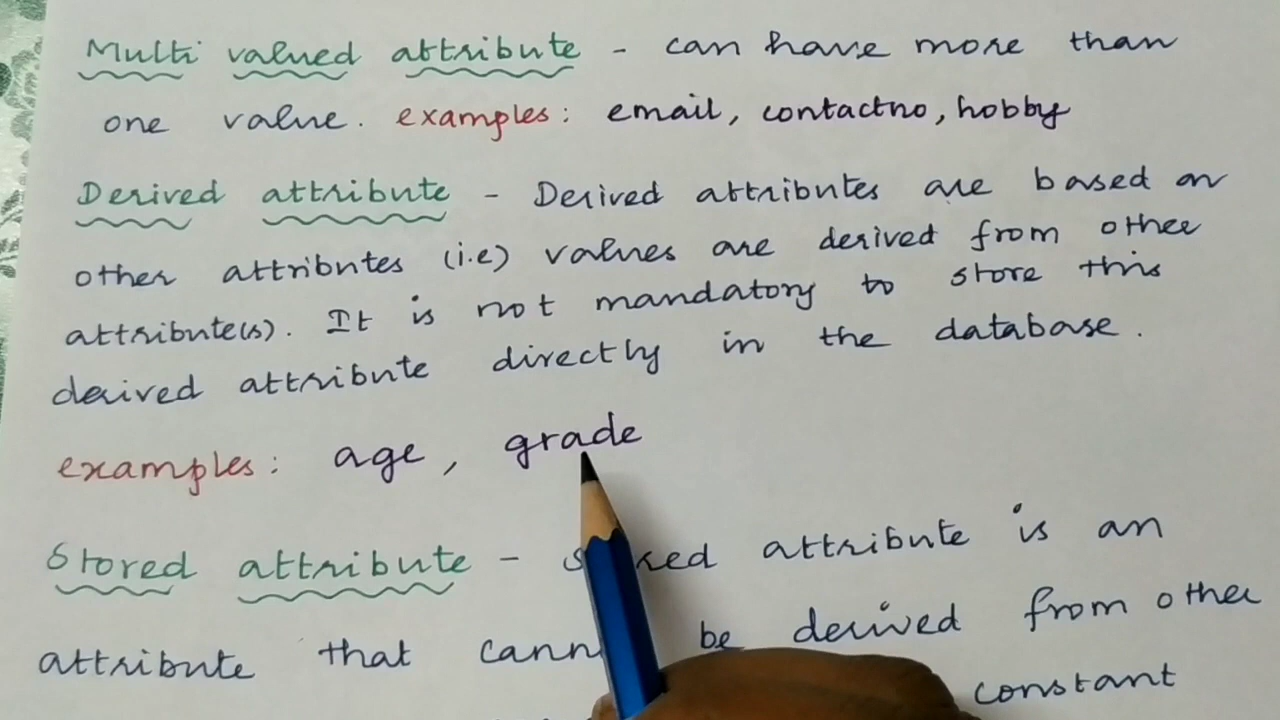 Multi valued attribute - can have more than
one value. examples: email, contactno, hobby
Derived attribute - Derived attributes are based on
other attributes (i.e) values are derived from other
attribute(s). It is not mandatory to store this
derived attribute directly in the database.
examples: age, grade
Stored attribute - attribute is an
attribute that be derived from other
constant